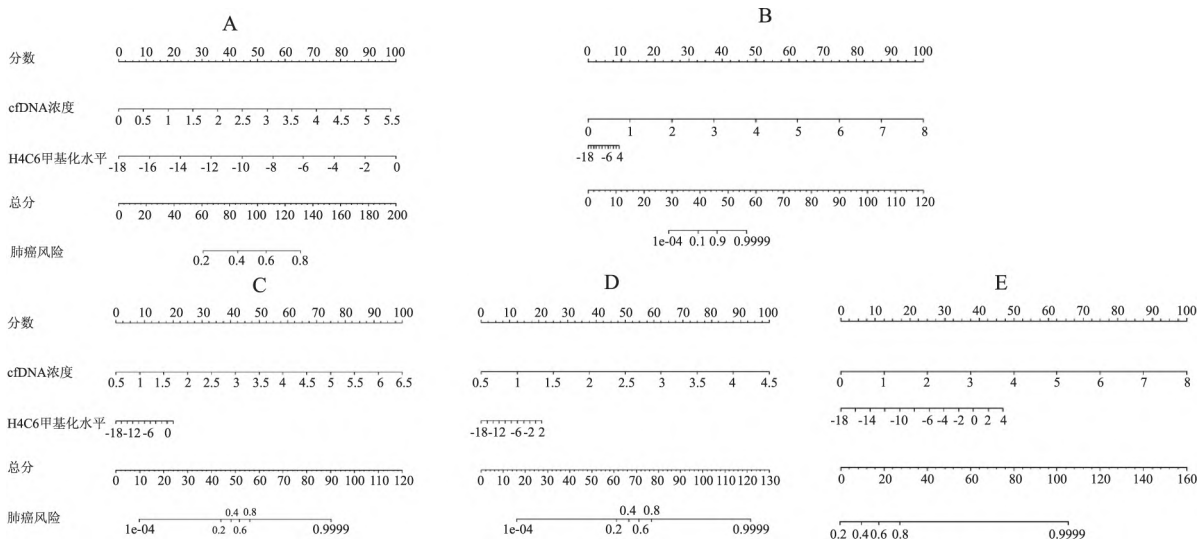 A
分数 0 10 20 30 40 50 60 70 80 90 100
cfDNA浓度 0 0.5 1 1.5 2 2.5 3 3.5 4 4.5 5 5.5
H4C6甲基化水平 -18 -16 -14 -12 -10 -8 -6 -4 -2 0
总分 0 20 40 60 80 100 120 140 160 180 200
肺癌风险 0.2 0.4 0.6 0.8
B
0 10 20 30 40 50 60 70 80 90 100
0 1 2 3 4 5 6 7 8
-18 -6 4
0 10 20 30 40 50 60 70 80 90 100 120
1e-04 0.1 0.9 0.9999
C
分数 0 10 20 30 40 50 60 70 80 90 100
cfDNA浓度 0.5 1 1.5 2 2.5 3 3.5 4 4.5 5 5.5 6 6.5
H4C6甲基化水平 -18 -12 -6 0
总分 0 10 20 30 40 50 60 70 80 90 100 120
肺癌风险 1e-04 0.2 0.4 0.6 0.8 0.9999
D
0 10 20 30 40 50 60 70 80 90 100
0.5 1 1.5 2 2.5 3 3.5 4 4.5
-18 -12 -6 -2 2
0 10 20 30 40 50 60 70 80 90 100 110 130
1e-04 0.2 0.4 0.6 0.8 0.9999
E
0 10 20 30 40 50 60 70 80 90 100
0 1 2 3 4 5 6 7 8
-18 -14 -12 -8 -6 -4 -2 0 2 4
0 20 40 60 80 100 120 140 160
0.2 0.4 0.6 0.8 0.9999